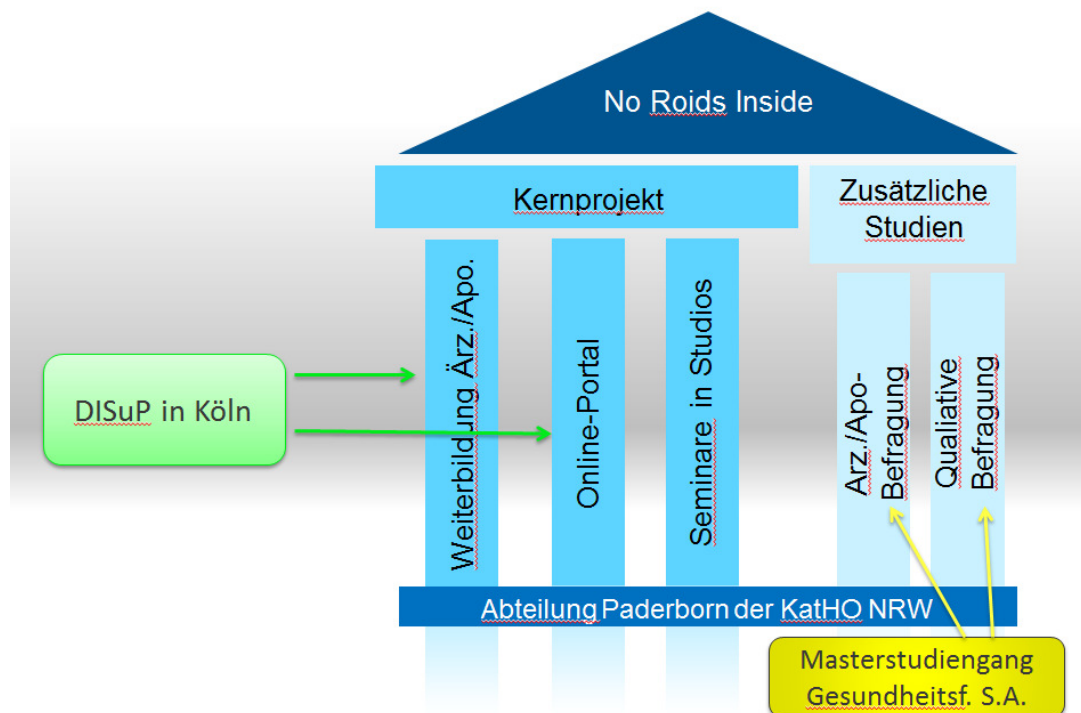 No Roids Inside
Kernprojekt
Zusätzliche
Studien
Weiterbildung Ärz./Apo.
Online-Portal
Seminare in Studios
Arz./Apo-
Befragung
Qualiative
Befragung
DISuP in Köln
Abteilung Paderborn der KatHO NRW
Masterstudiengang
Gesundheitsf. S.A.